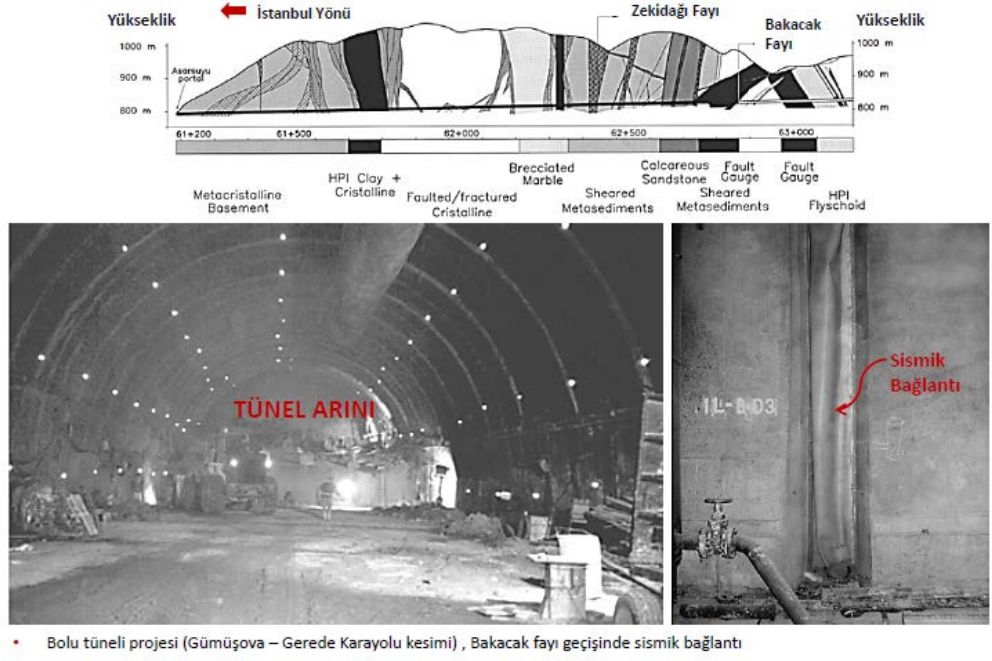 Yükseklik
İstanbul Yönü
Zekidağı Fayı
Bakacak
Fayı
Yükseklik
1000 m
900 m
800 m
Asarsuyu
portal
1000 m
900 m
800 m
61+200 61+500 62+000 62+500 63+000
Metacristalline
Basement
HPI Clay +
Cristalline
Faulted/fractured
Cristalline
Brecciated
Marble
Sheared
Metasediments
Calcareous
Sandstone
Sheared
Metasediments
Fault
Gauge
Fault
Gauge
HPI
Flyschoid
TÜNEL ARINI
Sismik
Bağlantı
• Bolu tüneli projesi (Gümüşova – Gerede Karayolu kesimi) , Bakacak fayı geçişinde sismik bağlantı